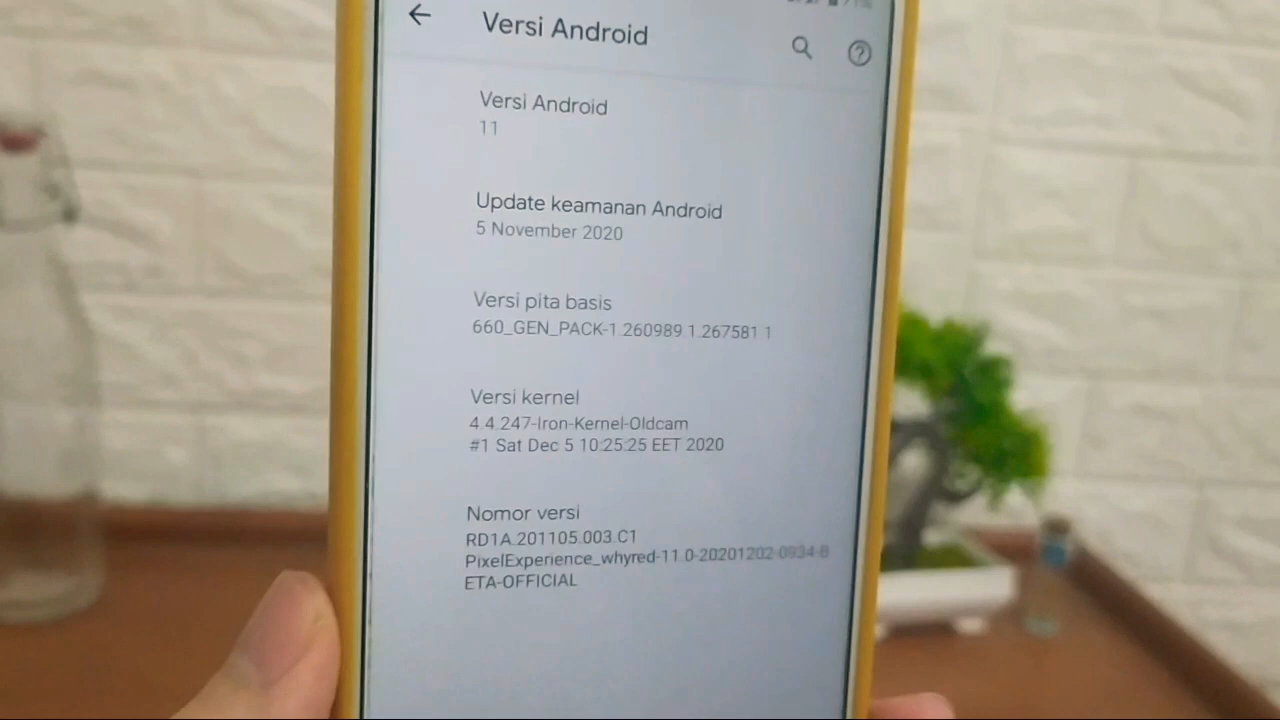 Versi Android
Versi Android
11
Update keamanan Android
5 November 2020
Versi pita basis
660_GEN_PACK-1.260989.1.267581.1
Versi kernel
4.4.247-Iron-Kernel-Oldcam
#1 Sat Dec 5 10:25:25 EET 2020
Nomor versi
RD1A.201105.003.C1
PixelExperience_whyred-11.0-20201202-0934-B
ETA-OFFICIAL